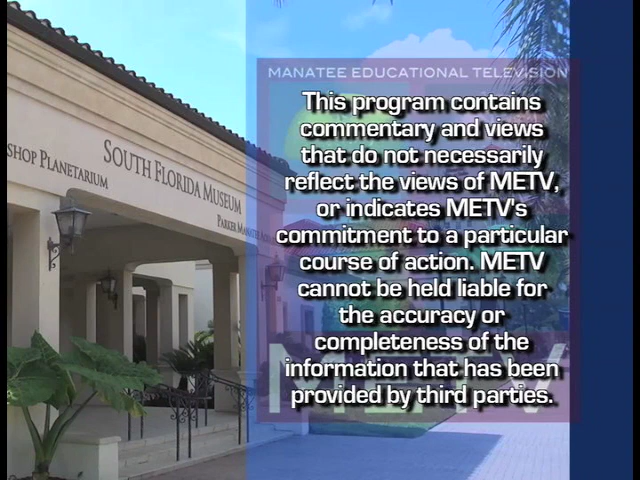 MANATEE EDUCATIONAL TELEVISION
This program contains
commentary and views
that do not necessarily
reflect the views of METV,
or indicates METV's
commitment to a particular
course of action. METV
cannot be held liable for
the accuracy or
completeness of the
information that has been
provided by third parties.
METV
SHOP PLANETARIUM
SOUTH FLORIDA MUSEUM
PARKER MANATEE